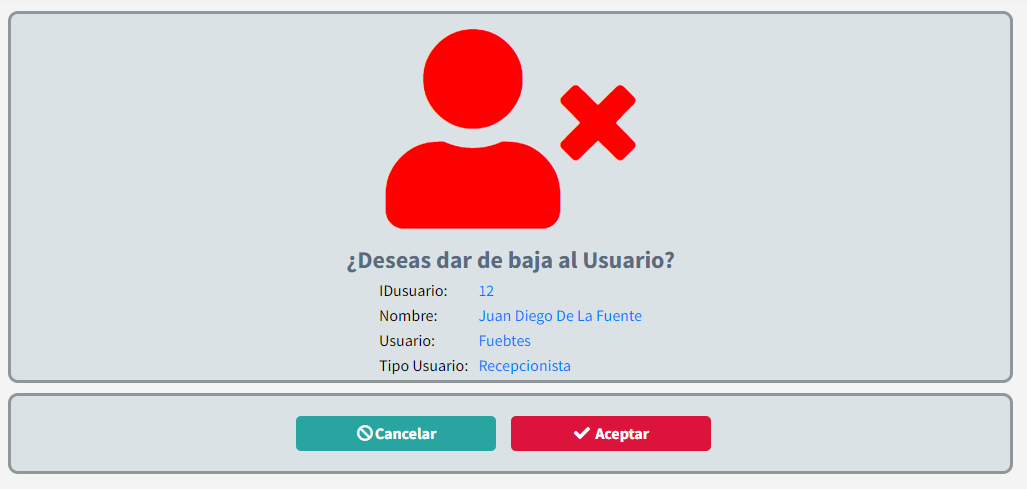 ¿Deseas dar de baja al Usuario?
IDusuario: 12
Nombre: Juan Diego De La Fuente
Usuario: Fuebtes
Tipo Usuario: Recepcionista
Cancelar Aceptar